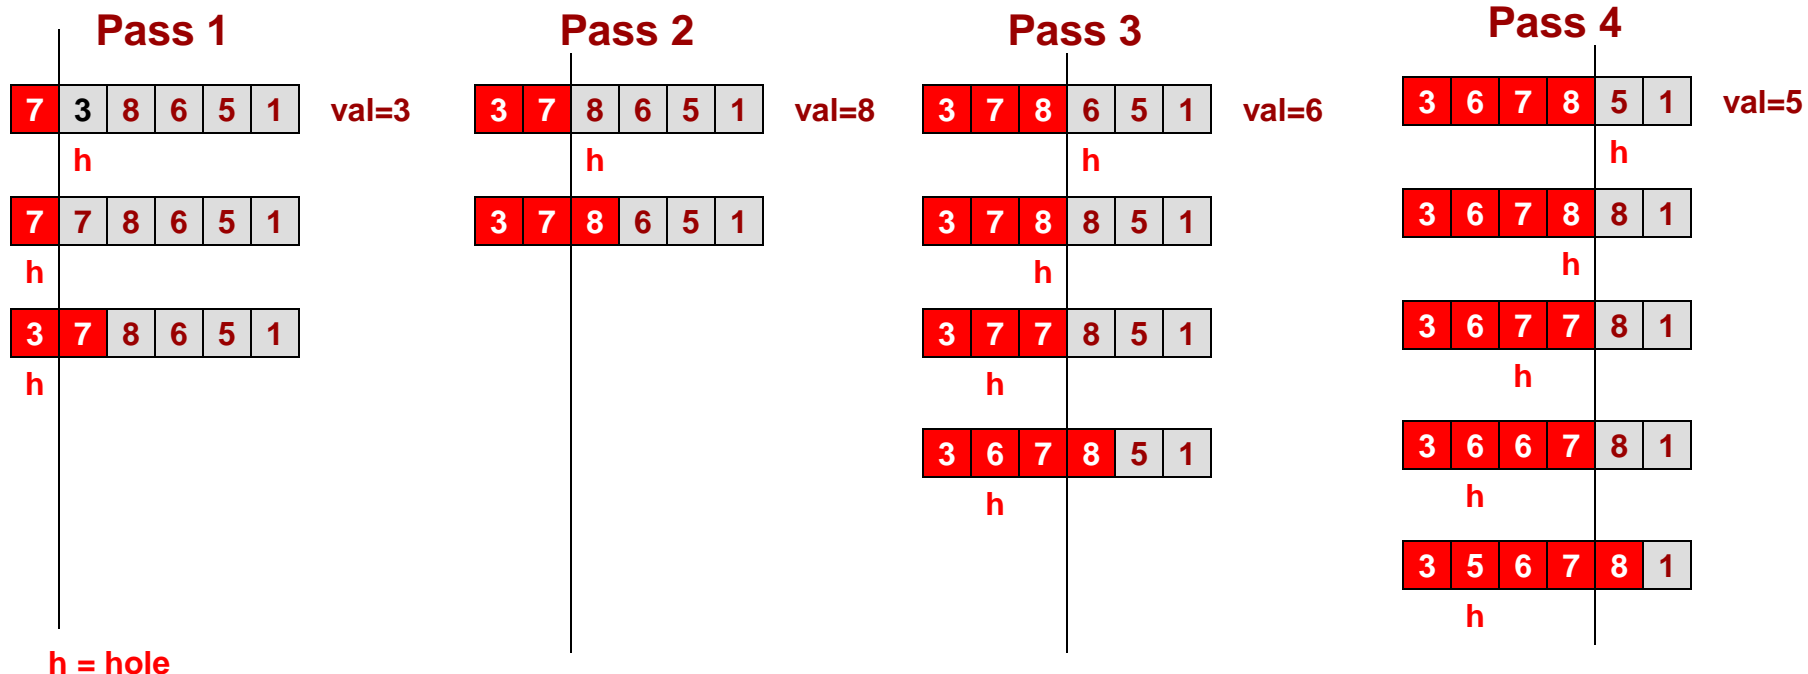 Pass 1
7 3 8 6 5 1 val=3
h
7 7 8 6 5 1
h
3 7 8 6 5 1
h
h = hole
Pass 2
3 7 8 6 5 1 val=8
h
3 7 8 6 5 1
Pass 3
3 7 8 6 5 1 val=6
h
3 7 8 8 5 1
h
3 7 7 8 5 1
h
3 6 7 8 5 1
h
Pass 4
3 6 7 8 5 1 val=5
h
3 6 7 8 8 1
h
3 6 7 7 8 1
h
3 6 6 7 8 1
h
3 5 6 7 8 1
h